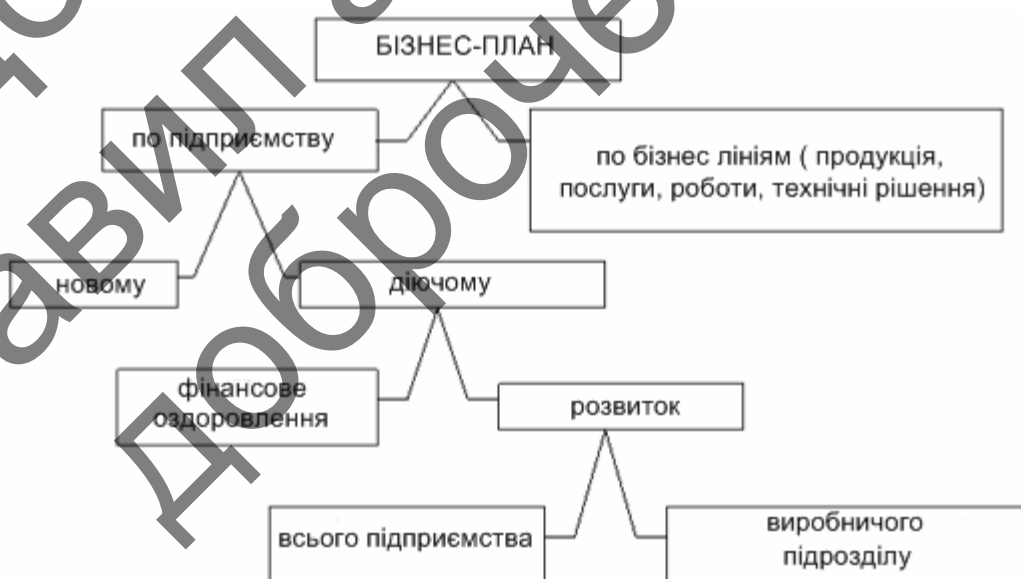 БІЗНЕС-ПЛАН
по підприємству
по бізнес лініям ( продукція,
послуги, роботи, технічні рішення)
новому
діючому
фінансове
оздоровлення
розвиток
всього підприємства
виробничого
підрозділу